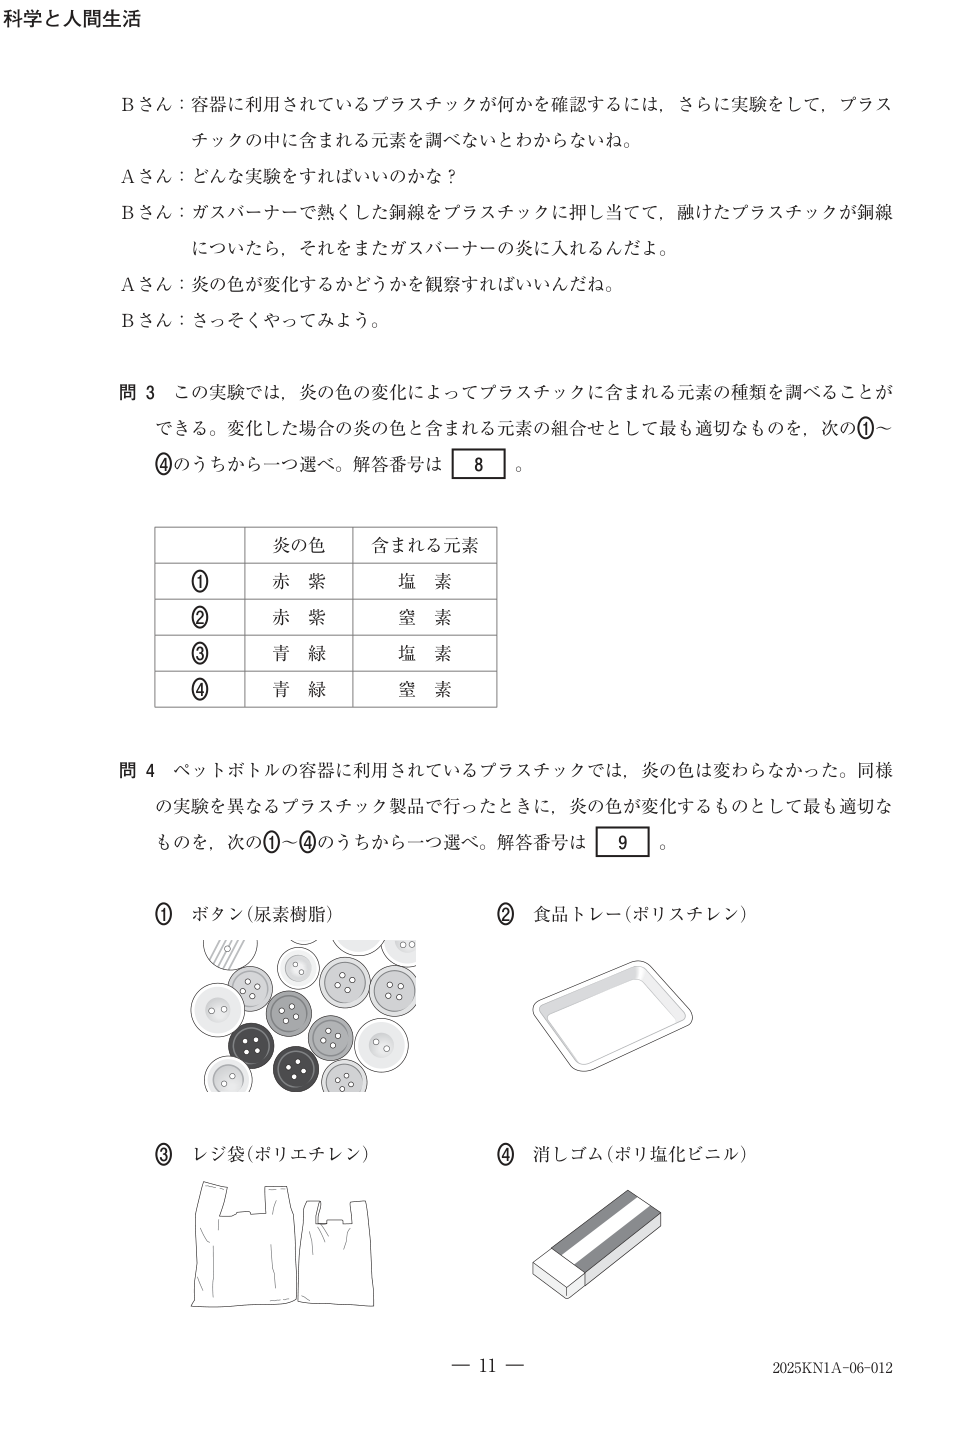 科学と人間生活
Bさん：容器に利用されているプラスチックが何かを確認するには，さらに実験をして，プラス
チックの中に含まれる元素を調べないとわからないね。
Aさん：どんな実験をすればいいのかな？
Bさん：ガスバーナーで熱くした銅線をプラスチックに押し当てて，融けたプラスチックが銅線
についたら，それをまたガスバーナーの炎に入れるんだよ。
Aさん：炎の色が変化するかどうかを観察すればいいんだね。
Bさん：さっそくやってみよう。
問 3　この実験では，炎の色の変化によってプラスチックに含まれる元素の種類を調べることが
できる。変化した場合の炎の色と含まれる元素の組合せとして最も適切なものを，次の①～
④のうちから一つ選べ。解答番号は 8 。
炎の色　含まれる元素
①　赤　紫　塩　素
②　赤　紫　窒　素
③　青　緑　塩　素
④　青　緑　窒　素
問 4　ペットボトルの容器に利用されているプラスチックでは，炎の色は変わらなかった。同様
の実験を異なるプラスチック製品で行ったときに，炎の色が変化するものとして最も適切な
ものを，次の①～④のうちから一つ選べ。解答番号は 9 。
①　ボタン(尿素樹脂)
②　食品トレー(ポリスチレン)
③　レジ袋(ポリエチレン)
④　消しゴム(ポリ塩化ビニル)
― 11 ―
2025KN1A-06-012